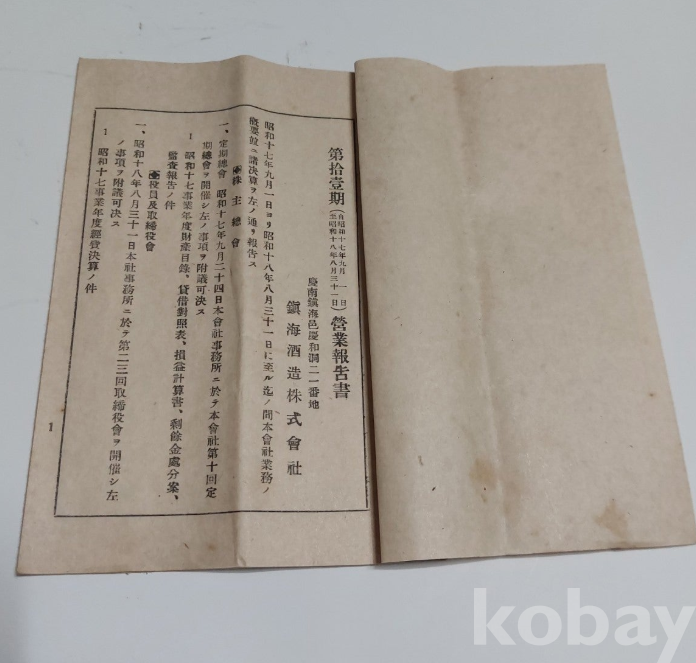 第拾壹期（自昭和十七年九月一日至昭和十八年八月三十一日）營業報告書
慶南鎭海邑慶和洞二一番地
鎭海酒造株式會社
昭和十七年九月一日ヨリ昭和十八年八月三十一日に至ル迄ノ間本會社業務ノ
概要竝ニ諸決算ヲ左ノ通リ報告ス
株主總會
一、定期總會 昭和十七年九月二十四日本會社事務所ニ於テ本會社第十回定
期總會ヲ開催シ左ノ事項ヲ附議可決ス
1 昭和十七事業年度財産目錄、貸借對照表、損益計算書、剩餘金處分案、
監査報告ノ件
役員及取締役會
一、昭和十八年八月三十一日本社事務所ニ於テ第二三回取締役會ヲ開催シ左
ノ事項ヲ附議可決ス
1 昭和十七事業年度經費決算ノ件
1
kobay